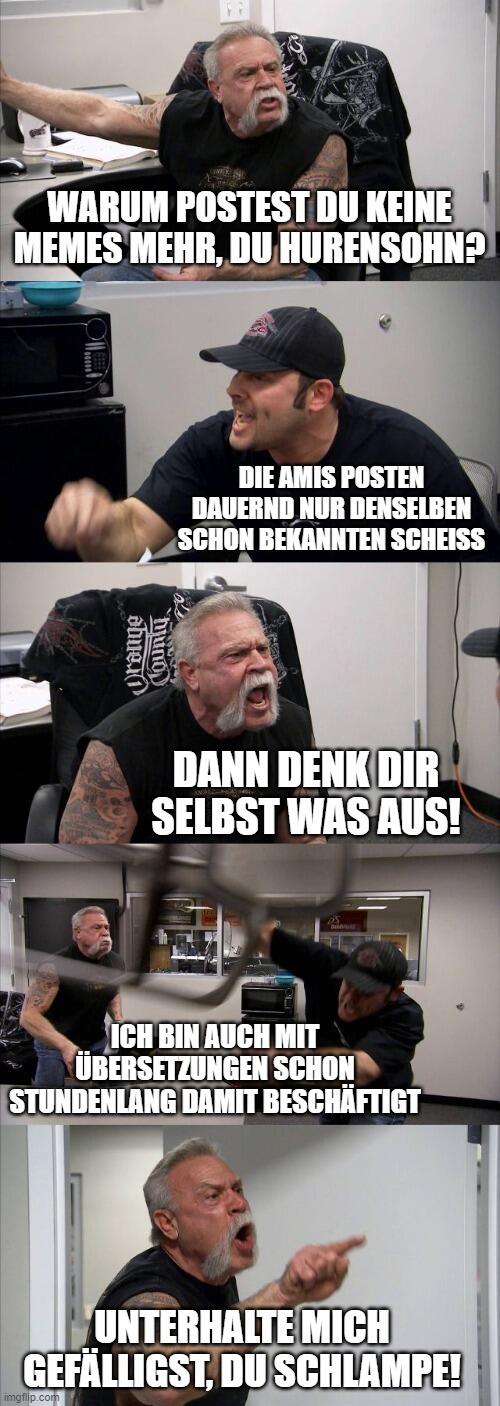 WARUM POSTEST DU KEINE
MEMES MEHR, DU HURENSOHN?
DIE AMIS POSTEN
DAUERND NUR DENSELBEN
SCHON BEKANNTEN SCHEISS
Orange
County
DANN DENK DIR
SELBST WAS AUS!
ICH BIN AUCH MIT
ÜBERSETZUNGEN SCHON
STUNDENLANG DAMIT BESCHÄFTIGT
UNTERHALTE MICH
GEFÄLLIGST, DU SCHLAMPE!
imgflip.com